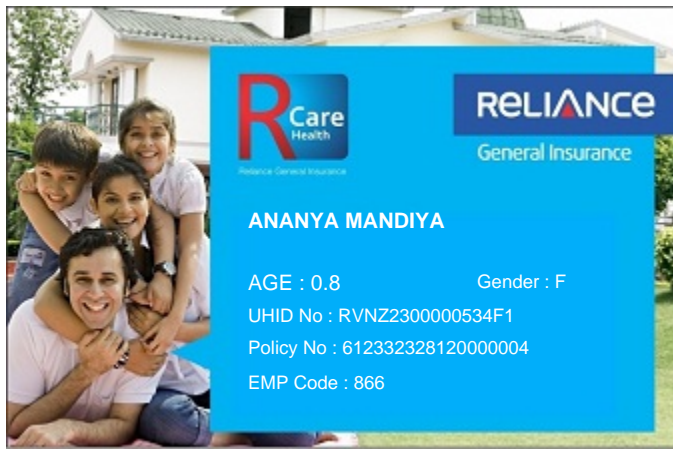 R Care
Health
Reliance General Insurance
RELIANCE
General Insurance
ANANYA MANDIYA
AGE : 0.8 Gender : F
UHID No : RVNZ2300000534F1
Policy No : 612332328120000004
EMP Code : 866